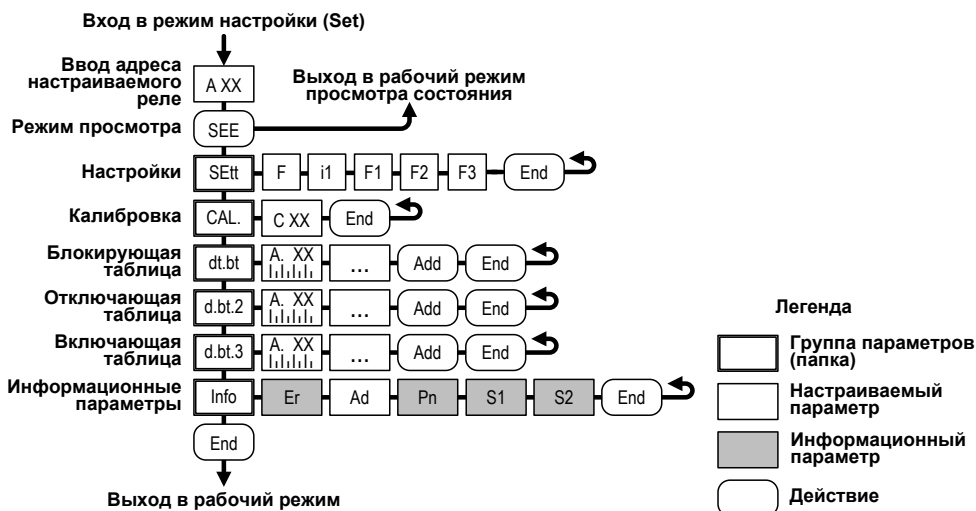 Вход в режим настройки (Set)
Ввод адреса
настраиваемого
реле
A XX
Выход в рабочий режим
просмотра состояния
Режим просмотра
SEE
Настройки
SEtt F i1 F1 F2 F3 End
Калибровка
CAL. C XX End
Блокирующая
таблица
dt.bt A. XX ... Add End
Отключающая
таблица
d.bt.2 A. XX ... Add End
Включающая
таблица
d.bt.3 A. XX ... Add End
Информационные
параметры
Info Er Ad Pn S1 S2 End
End
Выход в рабочий режим
Легенда
Группа параметров
(папка)
Настраиваемый
параметр
Информационный
параметр
Действие